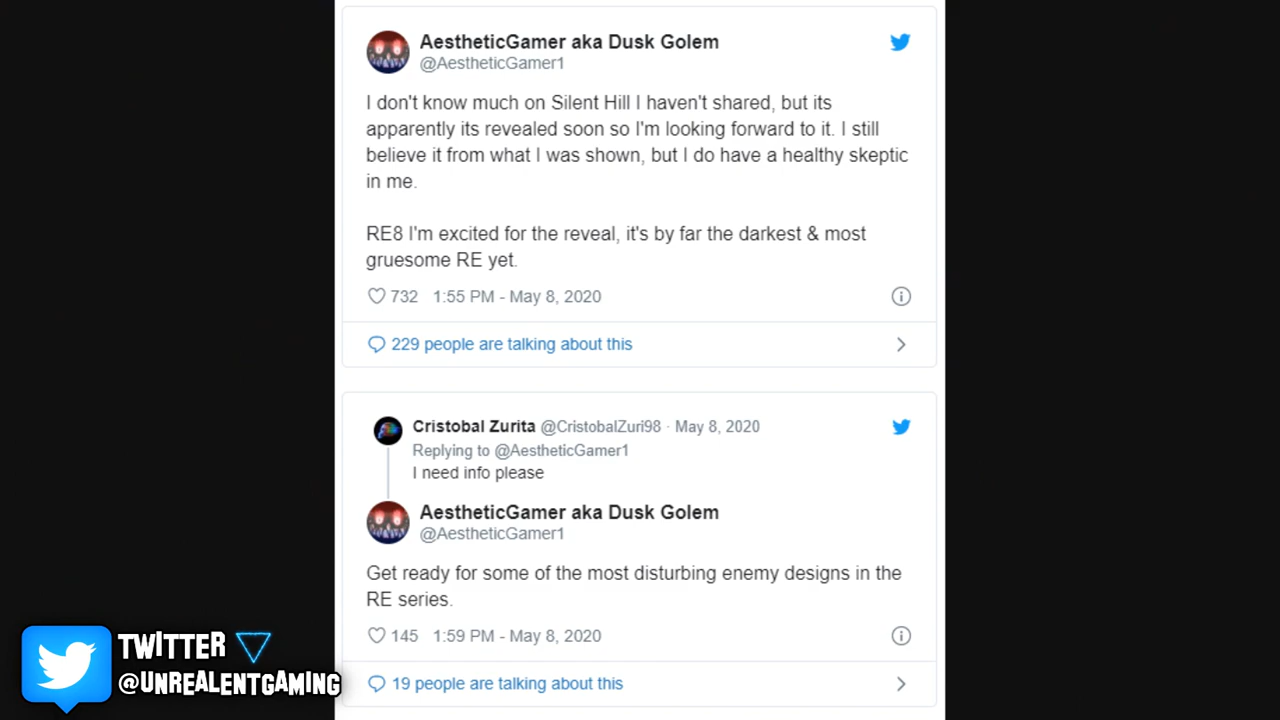 AestheticGamer aka Dusk Golem
@AestheticGamer1
I don't know much on Silent Hill I haven't shared, but its
apparently its revealed soon so I'm looking forward to it. I still
believe it from what I was shown, but I do have a healthy skeptic
in me.
RE8 I'm excited for the reveal, it's by far the darkest & most
gruesome RE yet.
732 1:55 PM - May 8, 2020
229 people are talking about this
Cristobal Zurita @CristobalZuri98 · May 8, 2020
Replying to @AestheticGamer1
I need info please
AestheticGamer aka Dusk Golem
@AestheticGamer1
Get ready for some of the most disturbing enemy designs in the
RE series.
145 1:59 PM - May 8, 2020
19 people are talking about this
TWITTER
@UNREALENTGAMING